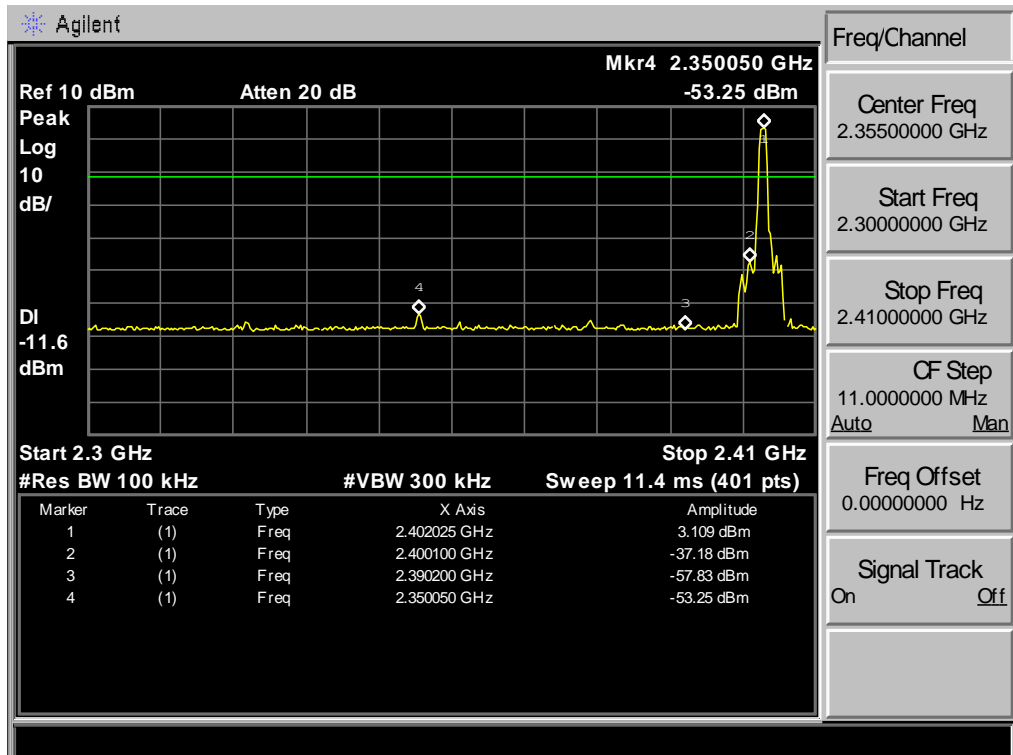 Agilent
Freq/Channel
Mkr4 2.350050 GHz
Ref 10 dBm Atten 20 dB -53.25 dBm
Peak
Log
10
dB/
1
2
3
4
DI
-11.6
dBm
Start 2.3 GHz Stop 2.41 GHz
#Res BW 100 kHz #VBW 300 kHz Sweep 11.4 ms (401 pts)
Marker Trace Type X Axis Amplitude
1 (1) Freq 2.402025 GHz 3.109 dBm
2 (1) Freq 2.400100 GHz -37.18 dBm
3 (1) Freq 2.390200 GHz -57.83 dBm
4 (1) Freq 2.350050 GHz -53.25 dBm
Center Freq
2.35500000 GHz
Start Freq
2.30000000 GHz
Stop Freq
2.41000000 GHz
CF Step
11.0000000 MHz
Auto Man
Freq Offset
0.00000000 Hz
Signal Track
On Off